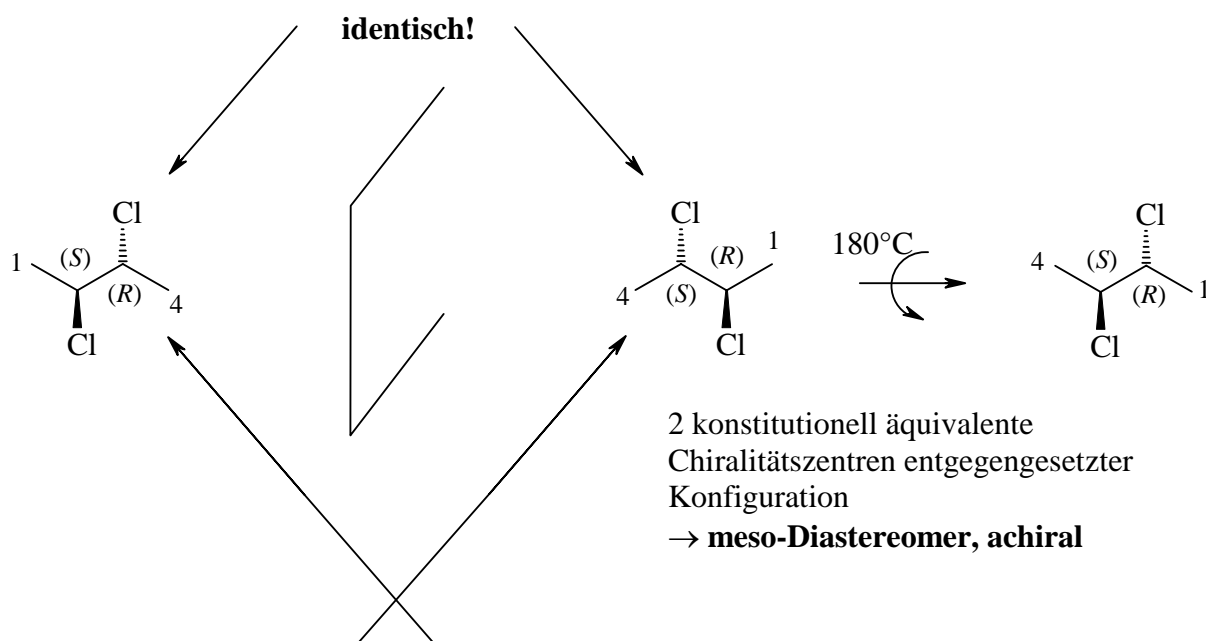 identisch!
Cl
(S)
1
(R)
4
Cl
Cl
1
(R)
(S)
4
Cl
180°C
Cl
4
(S)
(R)
1
Cl
2 konstitutionell äquivalente
Chiralitätszentren entgegengesetzter
Konfiguration
→ meso-Diastereomer, achiral